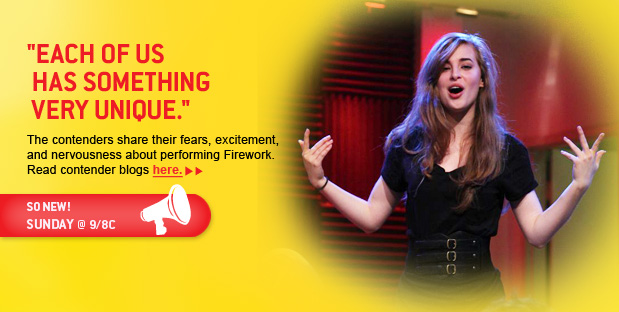 "EACH OF US
HAS SOMETHING
VERY UNIQUE."
The contenders share their fears, excitement,
and nervousness about performing Firework.
Read contender blogs here.
SO NEW!
SUNDAY @ 9/8C